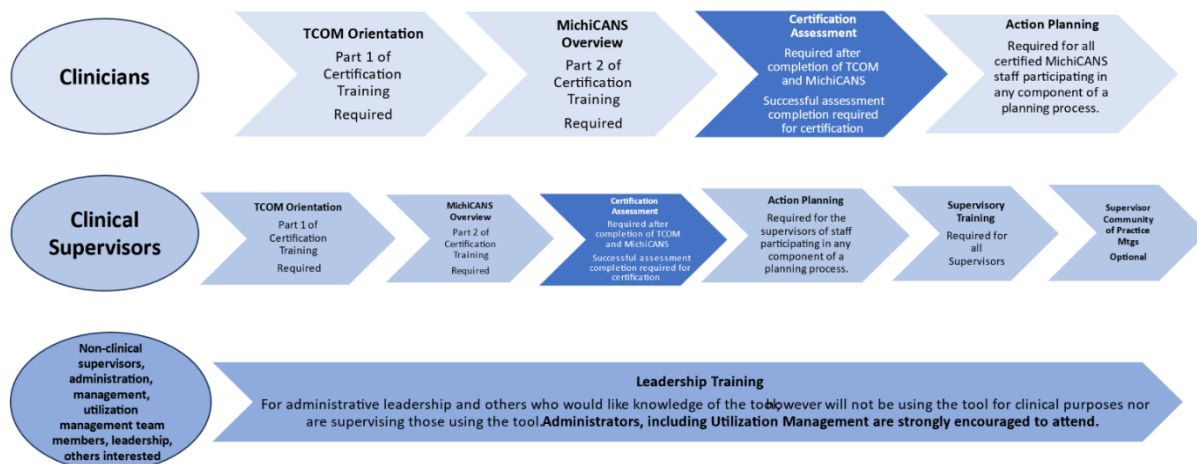 Clinicians
TCOM Orientation
Part 1 of
Certification
Training
Required
MichiCANS
Overview
Part 2 of
Certification
Training
Required
Certification
Assessment
Required after
completion of TCOM
and MichiCANS
Successful assessment
completion required
for certification
Action Planning
Required for all
certified MichiCANS
staff participating in
any component of a
planning process.
Clinical
Supervisors
TCOM Orientation
Part 1 of
Certification
Training
Required
MichiCANS
Overview
Part 2 of
Certification
Training
Required
Certification
Assessment
Required after
completion of TCOM
and MichiCANS
Successful assessment
completion required for
certification
Action Planning
Required for the
supervisors of staff
participating in any
component of a
planning process.
Supervisory
Training
Required for
all
Supervisors
Supervisor
Community
of Practice
Mtgs
Optional
Non-clinical
supervisors,
administration,
management,
utilization
management team
members, leadership,
others interested
Leadership Training
For administrative leadership and others who would like knowledge of the tool; however will not be using the tool for clinical purposes nor
are supervising those using the tool. Administrators, including Utilization Management are strongly encouraged to attend.